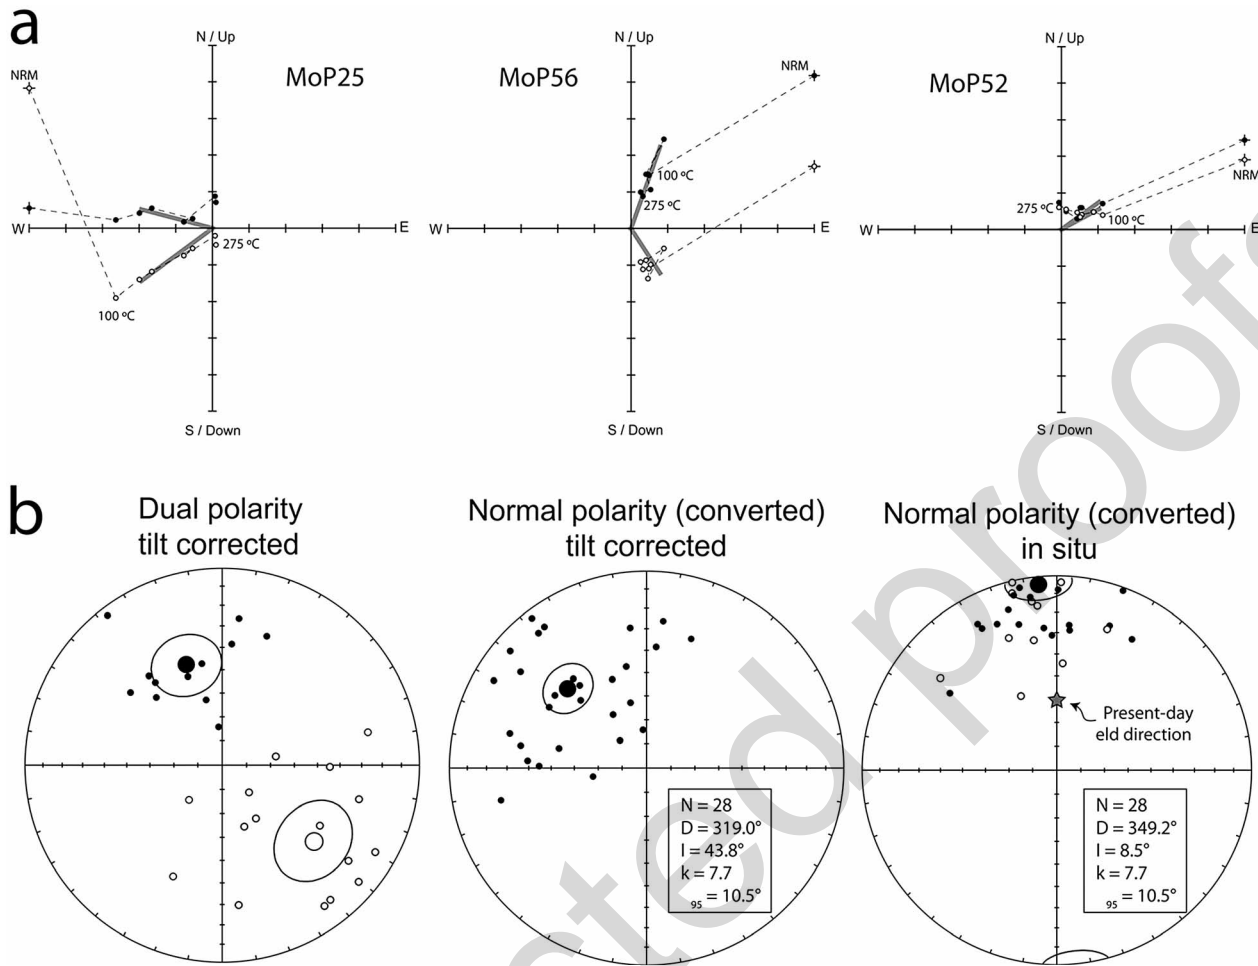 a
N / Up
NRM
MoP25
W
E
275 ºC
100 ºC
S / Down
N / Up
MoP56
NRM
100 ºC
275 ºC
W
E
S / Down
N / Up
MoP52
NRM
275 ºC
100 ºC
W
E
S / Down
b
Dual polarity
tilt corrected
Normal polarity (converted)
tilt corrected
N = 28
D = 319.0°
I = 43.8°
k = 7.7
95 = 10.5°
Normal polarity (converted)
in situ
Present-day
eld direction
N = 28
D = 349.2°
I = 8.5°
k = 7.7
95 = 10.5°
cted proof